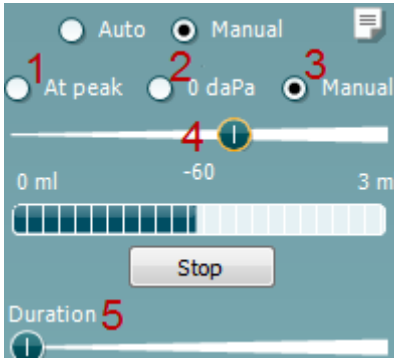 Auto Manual
1 2 3
At peak 0 daPa Manual
4
-60
0 ml 3 m
Stop
Duration 5